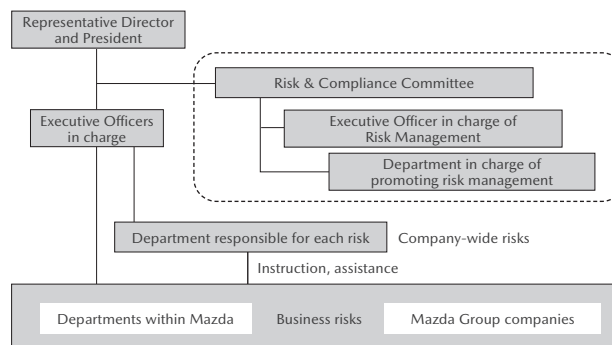 Representative Director
and President
Risk & Compliance Committee
Executive Officers
in charge
Executive Officer in charge of
Risk Management
Department in charge of
promoting risk management
Department responsible for each risk
Company-wide risks
Instruction, assistance
Departments within Mazda
Business risks
Mazda Group companies